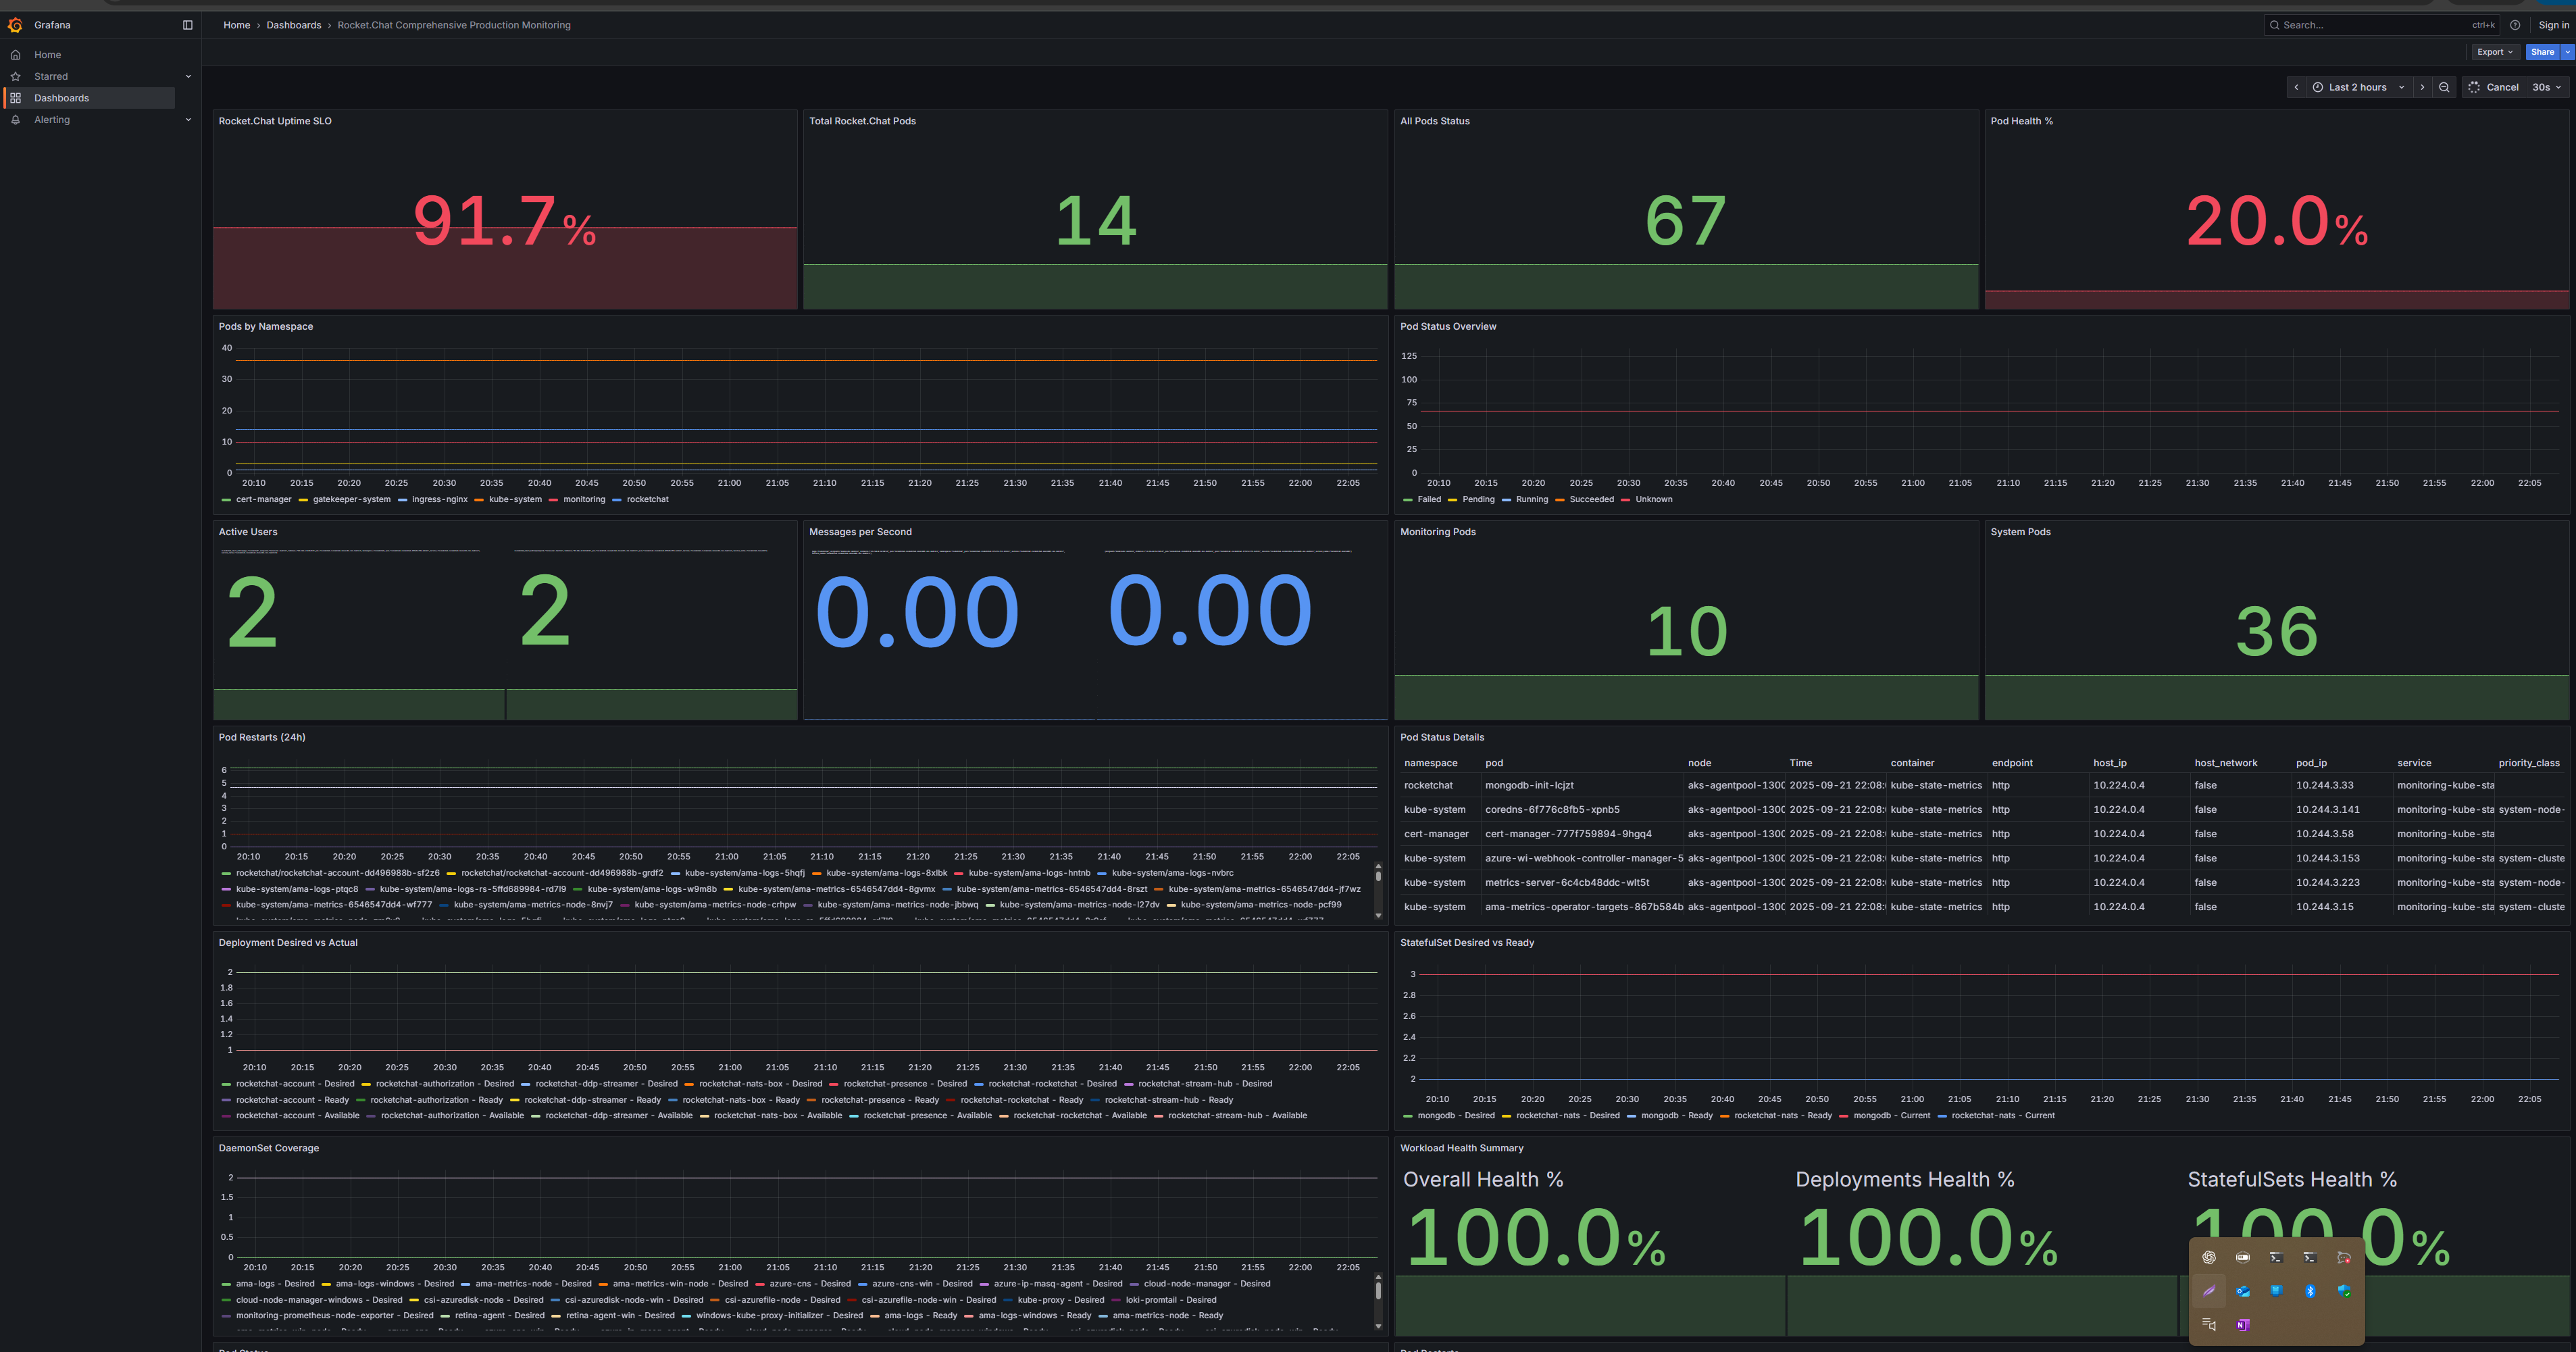 Grafana
Home › Dashboards › Rocket.Chat Comprehensive Production Monitoring
Search... ctrl+k
Sign in
Home
Starred
Dashboards
Alerting
Export
Share
Last 2 hours
Cancel
30s
Rocket.Chat Uptime SLO
91.7%
Total Rocket.Chat Pods
14
All Pods Status
67
Pod Health %
20.0%
Pods by Namespace
40
30
20
10
0
20:10 20:15 20:20 20:25 20:30 20:35 20:40 20:45 20:50 20:55 21:00 21:05 21:10 21:15 21:20 21:25 21:30 21:35 21:40 21:45 21:50 21:55 22:00 22:05
cert-manager gatekeeper-system ingress-nginx kube-system monitoring rocketchat
Pod Status Overview
125
100
75
50
25
0
20:10 20:15 20:20 20:25 20:30 20:35 20:40 20:45 20:50 20:55 21:00 21:05 21:10 21:15 21:20 21:25 21:30 21:35 21:40 21:45 21:50 21:55 22:00 22:05
Failed Pending Running Succeeded Unknown
Active Users
2 2
Messages per Second
0.00 0.00
Monitoring Pods
10
System Pods
36
Pod Restarts (24h)
6
5
4
3
2
1
0
20:10 20:15 20:20 20:25 20:30 20:35 20:40 20:45 20:50 20:55 21:00 21:05 21:10 21:15 21:20 21:25 21:30 21:35 21:40 21:45 21:50 21:55 22:00 22:05
rocketchat/rocketchat-account-dd496988b-sf2z6 rocketchat/rocketchat-account-dd496988b-grdf2 kube-system/ama-logs-5hqfj kube-system/ama-logs-8xlbk kube-system/ama-logs-hntnb kube-system/ama-logs-nvbrc
kube-system/ama-logs-ptqc8 kube-system/ama-logs-rs-5ffd689984-rd7l9 kube-system/ama-logs-w9m8b kube-system/ama-metrics-6546547dd4-8gvmx kube-system/ama-metrics-6546547dd4-8rszt kube-system/ama-metrics-6546547dd4-jf7wz
kube-system/ama-metrics-6546547dd4-wf777 kube-system/ama-metrics-node-8nvj7 kube-system/ama-metrics-node-crhpw kube-system/ama-metrics-node-jbbwq kube-system/ama-metrics-node-l27dv kube-system/ama-metrics-node-pcf99
Pod Status Details
namespace pod node Time container endpoint host_ip host_network pod_ip service priority_class
rocketchat mongodb-init-lcjzt aks-agentpool-1300 2025-09-21 22:08: kube-state-metrics http 10.224.0.4 false 10.244.3.33 monitoring-kube-sta
kube-system coredns-6f776c8fb5-xpnb5 aks-agentpool-1300 2025-09-21 22:08: kube-state-metrics http 10.224.0.4 false 10.244.3.141 monitoring-kube-sta system-node-
cert-manager cert-manager-777f759894-9hgq4 aks-agentpool-1300 2025-09-21 22:08: kube-state-metrics http 10.224.0.4 false 10.244.3.58 monitoring-kube-sta
kube-system azure-wi-webhook-controller-manager-5 aks-agentpool-1300 2025-09-21 22:08: kube-state-metrics http 10.224.0.4 false 10.244.3.153 monitoring-kube-sta system-cluste
kube-system metrics-server-6c4cb48ddc-wlt5t aks-agentpool-1300 2025-09-21 22:08: kube-state-metrics http 10.224.0.4 false 10.244.3.223 monitoring-kube-sta system-node-
kube-system ama-metrics-operator-targets-867b584b aks-agentpool-1300 2025-09-21 22:08: kube-state-metrics http 10.224.0.4 false 10.244.3.15 monitoring-kube-sta system-cluste
Deployment Desired vs Actual
2
1.8
1.6
1.4
1.2
1
20:10 20:15 20:20 20:25 20:30 20:35 20:40 20:45 20:50 20:55 21:00 21:05 21:10 21:15 21:20 21:25 21:30 21:35 21:40 21:45 21:50 21:55 22:00 22:05
rocketchat-account - Desired rocketchat-authorization - Desired rocketchat-ddp-streamer - Desired rocketchat-nats-box - Desired rocketchat-presence - Desired rocketchat-rocketchat - Desired rocketchat-stream-hub - Desired
rocketchat-account - Ready rocketchat-authorization - Ready rocketchat-ddp-streamer - Ready rocketchat-nats-box - Ready rocketchat-presence - Ready rocketchat-rocketchat - Ready rocketchat-stream-hub - Ready
rocketchat-account - Available rocketchat-authorization - Available rocketchat-ddp-streamer - Available rocketchat-nats-box - Available rocketchat-presence - Available rocketchat-rocketchat - Available rocketchat-stream-hub - Available
StatefulSet Desired vs Ready
3
2.8
2.6
2.4
2.2
2
20:10 20:15 20:20 20:25 20:30 20:35 20:40 20:45 20:50 20:55 21:00 21:05 21:10 21:15 21:20 21:25 21:30 21:35 21:40 21:45 21:50 21:55 22:00 22:05
mongodb - Desired rocketchat-nats - Desired mongodb - Ready rocketchat-nats - Ready mongodb - Current rocketchat-nats - Current
DaemonSet Coverage
2
1.5
1
0.5
0
20:10 20:15 20:20 20:25 20:30 20:35 20:40 20:45 20:50 20:55 21:00 21:05 21:10 21:15 21:20 21:25 21:30 21:35 21:40 21:45 21:50 21:55 22:00 22:05
ama-logs - Desired ama-logs-windows - Desired ama-metrics-node - Desired ama-metrics-win-node - Desired azure-cns - Desired azure-cns-win - Desired azure-ip-masq-agent - Desired cloud-node-manager - Desired
cloud-node-manager-windows - Desired csi-azuredisk-node - Desired csi-azuredisk-node-win - Desired csi-azurefile-node - Desired csi-azurefile-node-win - Desired kube-proxy - Desired loki-promtail - Desired
monitoring-prometheus-node-exporter - Desired retina-agent - Desired retina-agent-win - Desired windows-kube-proxy-initializer - Desired ama-logs - Ready ama-logs-windows - Ready ama-metrics-node - Ready
Workload Health Summary
Overall Health % Deployments Health % StatefulSets Health %
100.0% 100.0% 100.0%